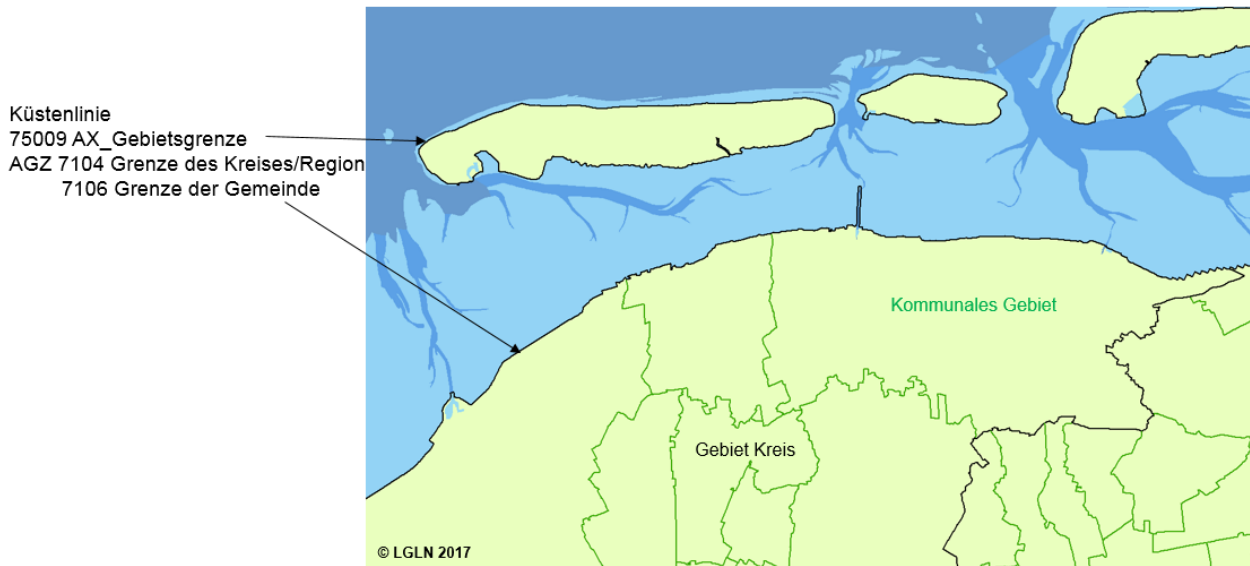 Küstenlinie
75009 AX_Gebietsgrenze
AGZ 7104 Grenze des Kreises/Region
7106 Grenze der Gemeinde
Kommunales Gebiet
Gebiet Kreis
© LGLN 2017